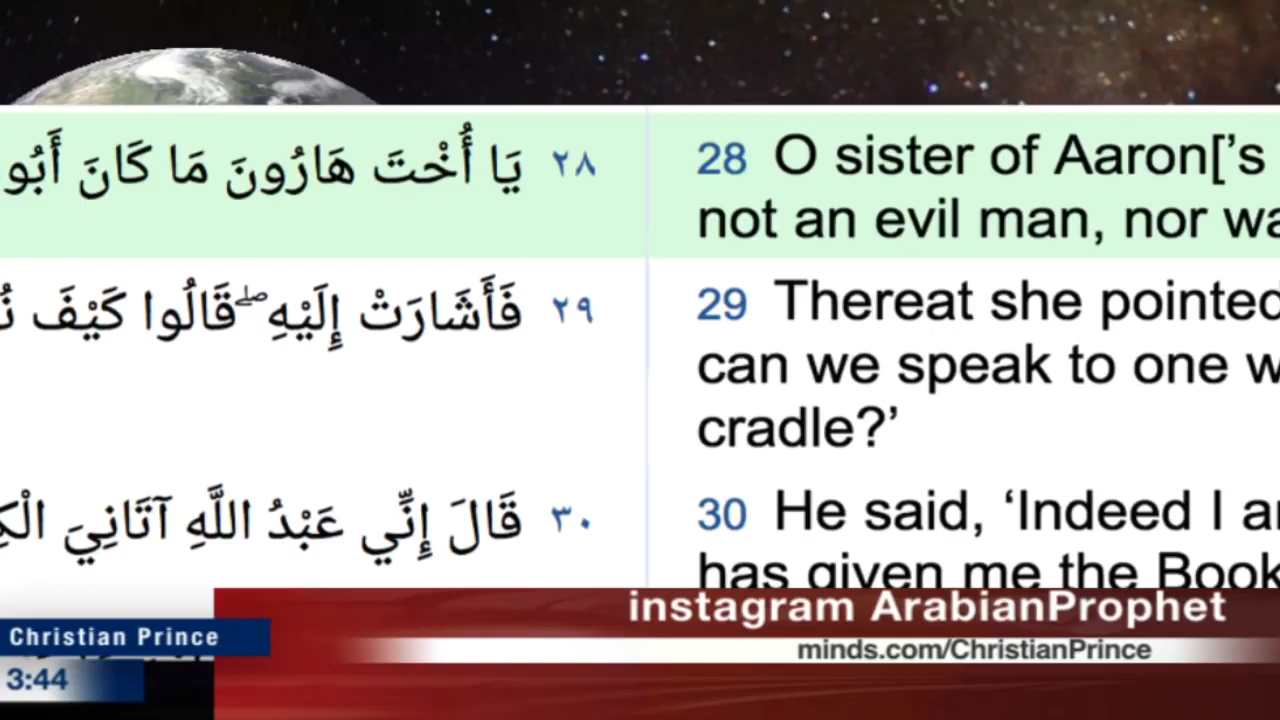 ٢٨ يَا أُخْتَ هَارُونَ مَا كَانَ أَبُو
28 O sister of Aaron['s
not an evil man, nor wa
٢٩ فَأَشَارَتْ إِلَيْهِ ۖ قَالُوا كَيْفَ نُ
29 Thereat she pointed
can we speak to one w
cradle?’
٣٠ قَالَ إِنِّي عَبْدُ اللَّهِ آتَانِيَ الْكِ
30 He said, ‘Indeed I a
has given me the Book
instagram ArabianProphet
Christian Prince
minds.com/ChristianPrince
3:44